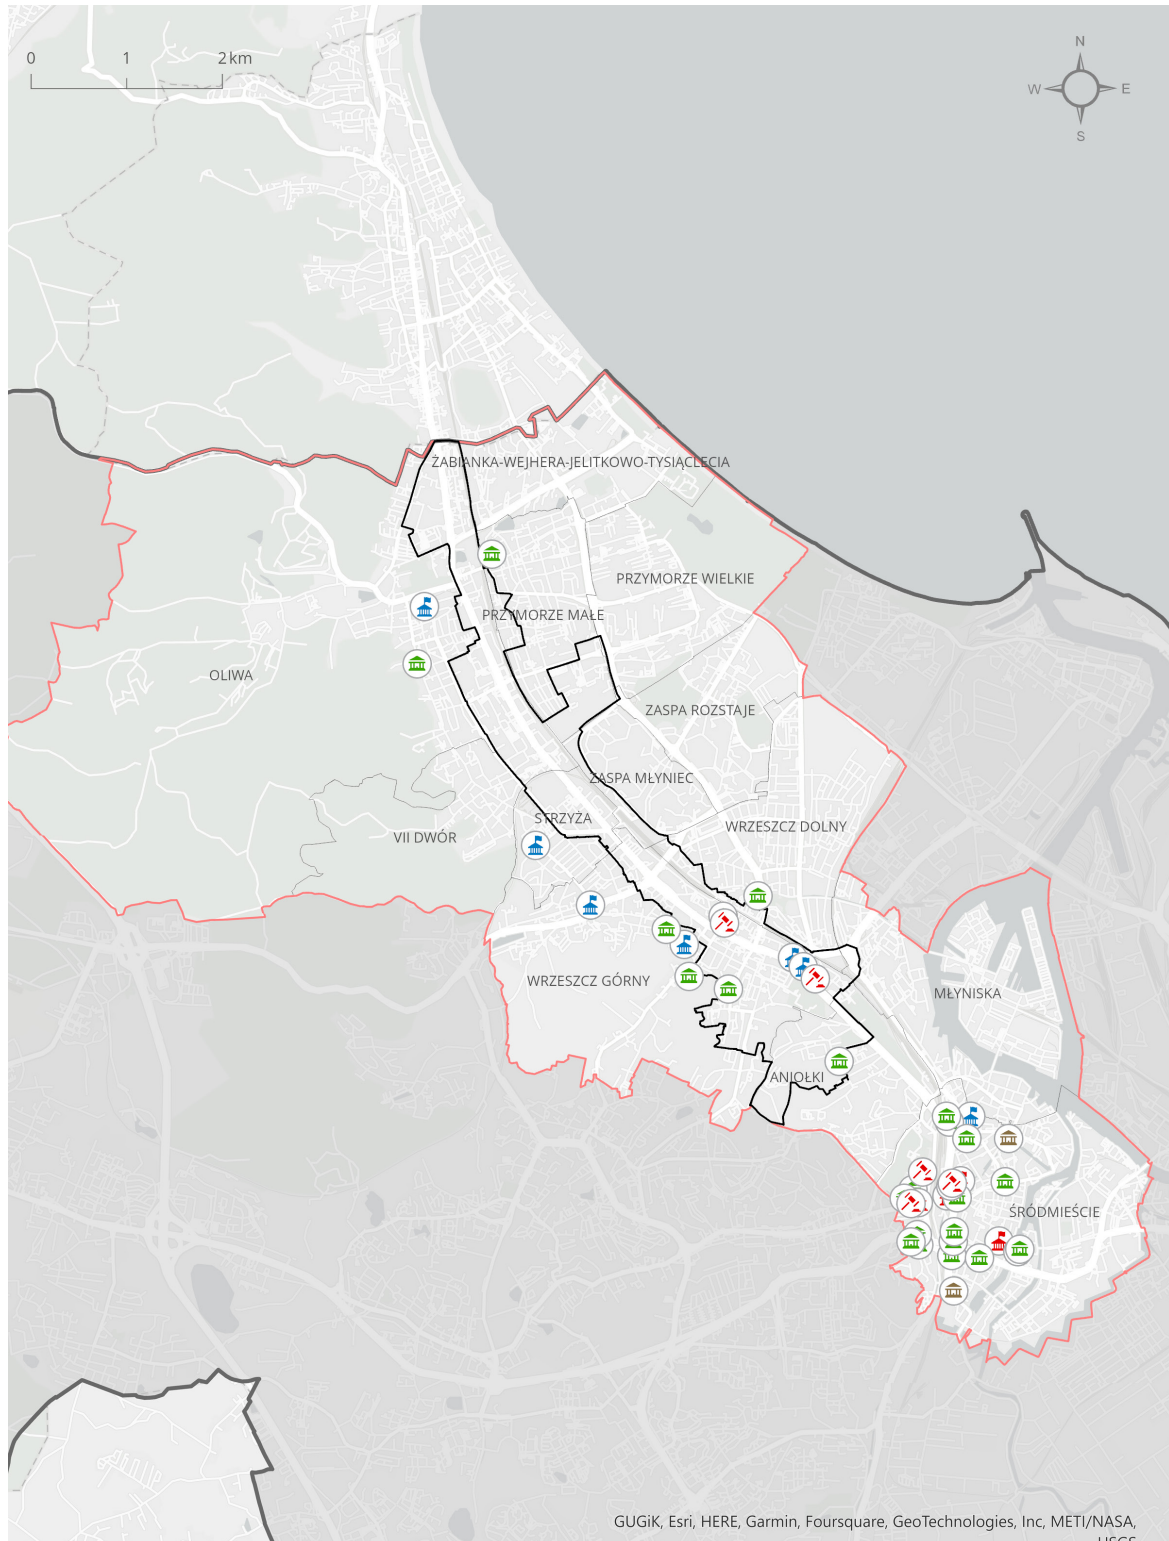 0 1 2 km
N
W E
S
ŻABIANKA-WEJHERA-JELITKOWO-TYSIĄCLECIA
PRZYMORZE WIELKIE
PRZYMORZE MAŁE
OLIWA
ZASPA ROZSTAJE
ZASPA MŁYNIEC
STRZYŻA
WRZESZCZ DOLNY
VII DWÓR
WRZESZCZ GÓRNY
MŁYNISKA
ANIOŁKI
ŚRÓDMIEŚCIE
GUGiK, Esri, HERE, Garmin, Foursquare, GeoTechnologies, Inc, METI/NASA,
USGS